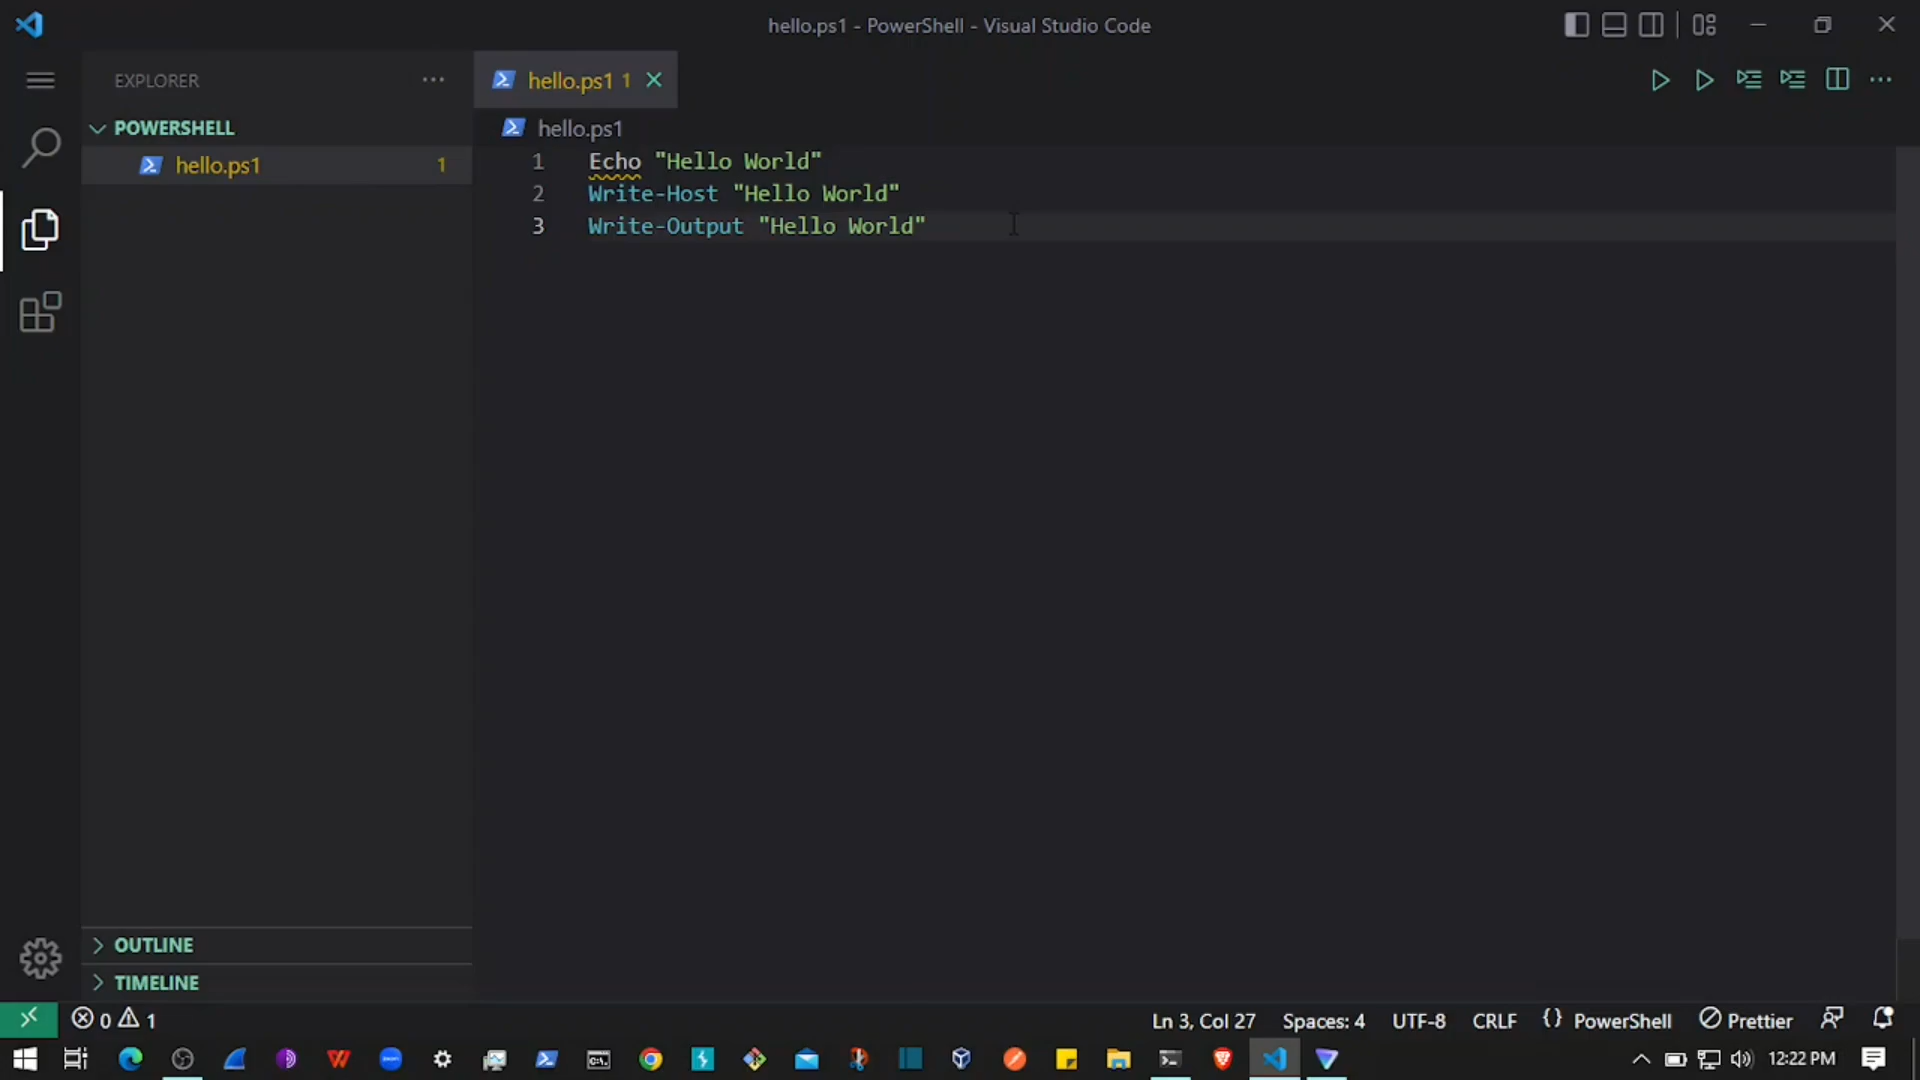 hello.ps1 - PowerShell - Visual Studio Code
EXPLORER
hello.ps1 1
POWERSHELL
hello.ps1
hello.ps1 1
1 Echo "Hello World"
2 Write-Host "Hello World"
3 Write-Output "Hello World"
OUTLINE
TIMELINE
0 1
Ln 3, Col 27 Spaces: 4 UTF-8 CRLF {} PowerShell Prettier
12:22 PM